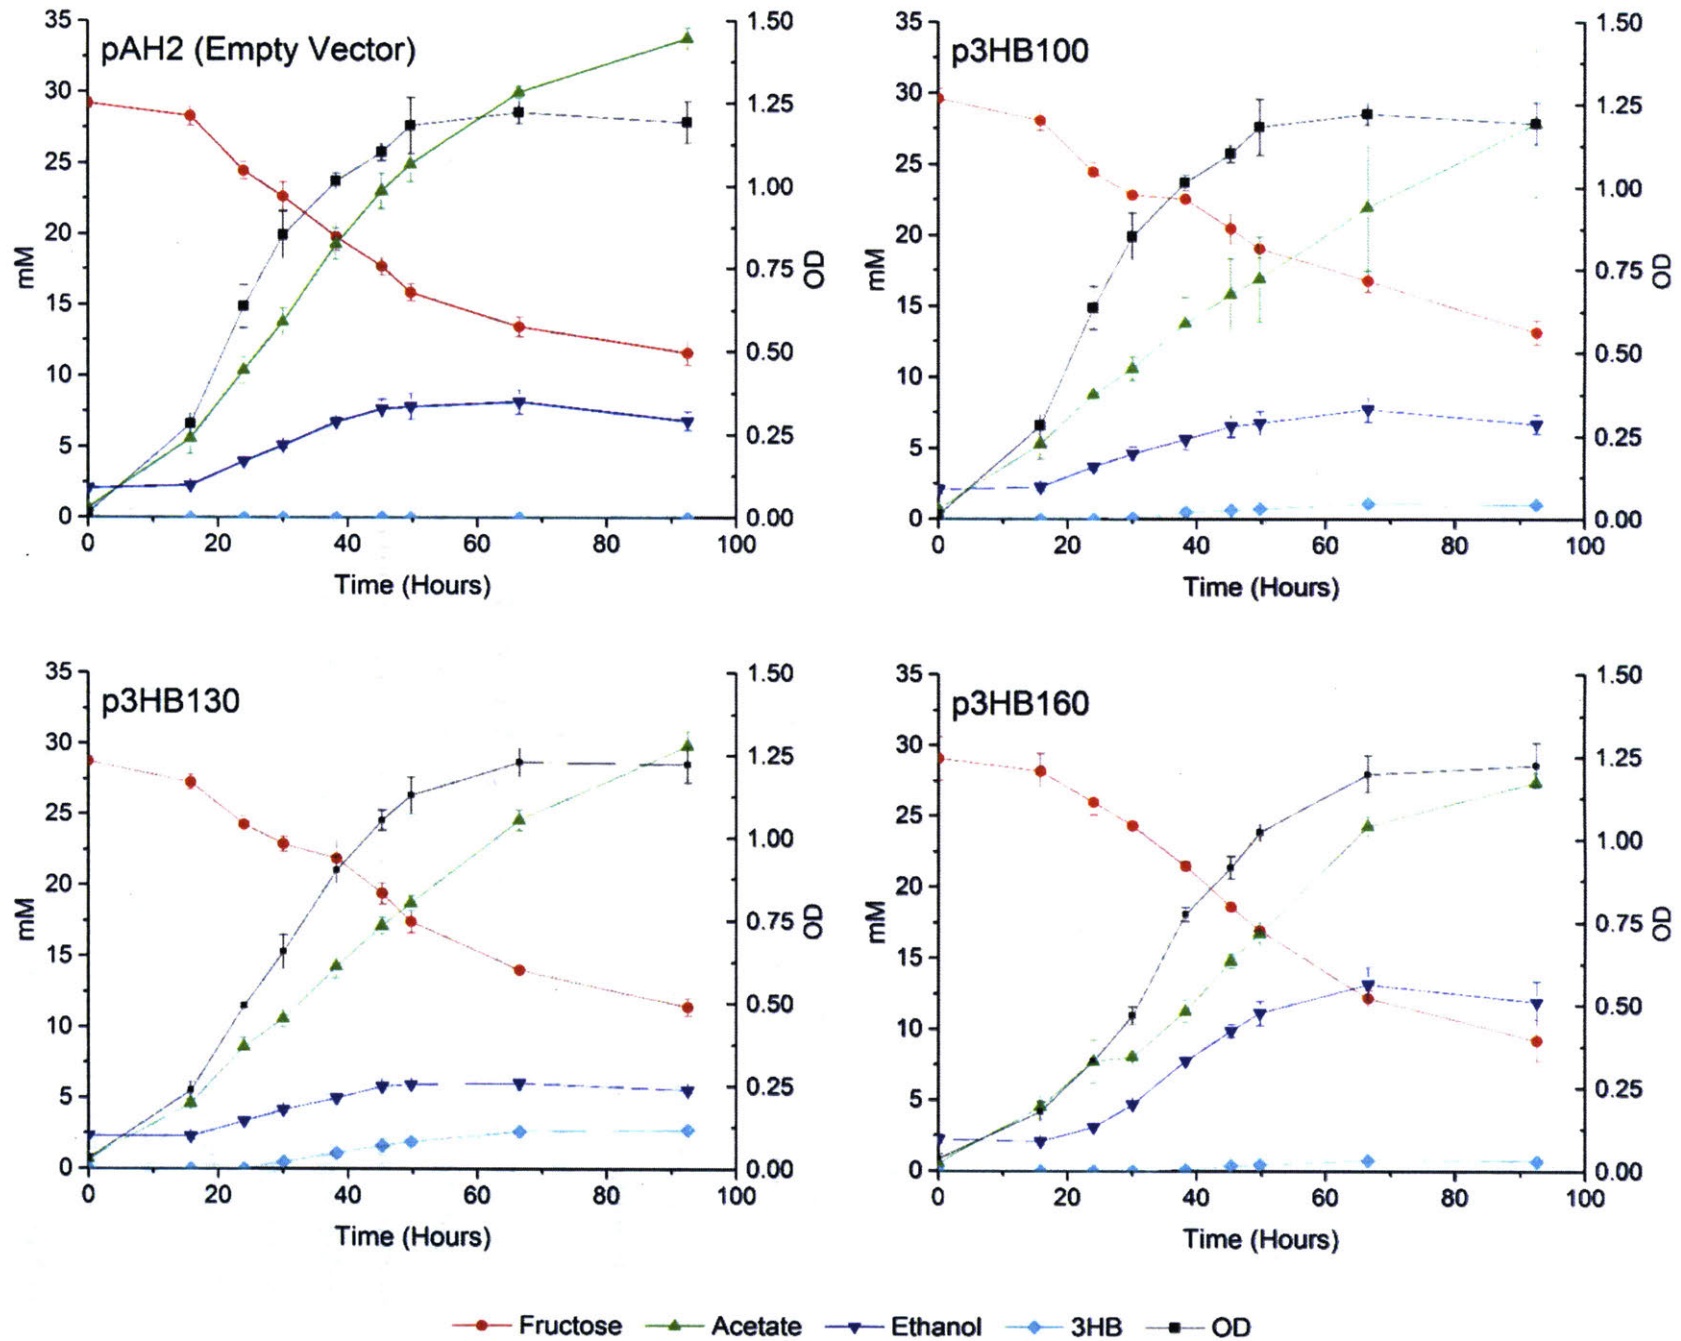 pAH2 (Empty Vector)
35
30
25
20
15
10
5
0
mM
1.50
1.25
1.00
0.75
0.50
0.25
0.00
OD
0 20 40 60 80 100
Time (Hours)
p3HB100
35
30
25
20
15
10
5
0
mM
1.50
1.25
1.00
0.75
0.50
0.25
0.00
OD
0 20 40 60 80 100
Time (Hours)
p3HB130
35
30
25
20
15
10
5
0
mM
1.50
1.25
1.00
0.75
0.50
0.25
0.00
OD
0 20 40 60 80 100
Time (Hours)
p3HB160
35
30
25
20
15
10
5
0
mM
1.50
1.25
1.00
0.75
0.50
0.25
0.00
OD
0 20 40 60 80 100
Time (Hours)
Fructose Acetate Ethanol 3HB OD